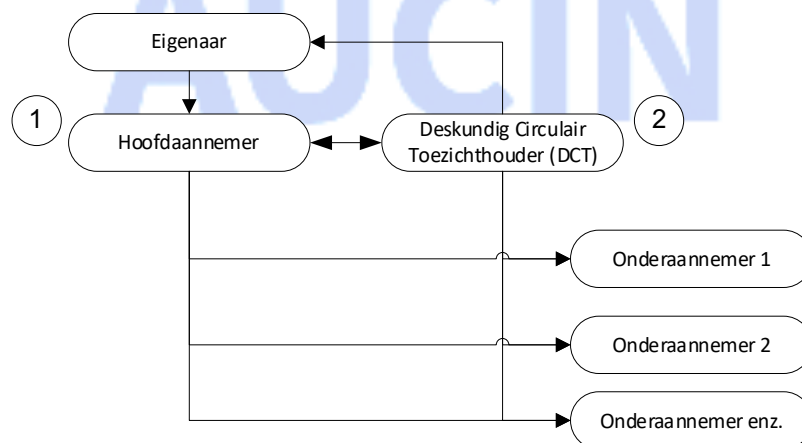 AUCIN
Eigenaar
1
Hoofdaannemer
Deskundig Circulair
Toezichthouder (DCT)
2
Onderaannemer 1
Onderaannemer 2
Onderaannemer enz.